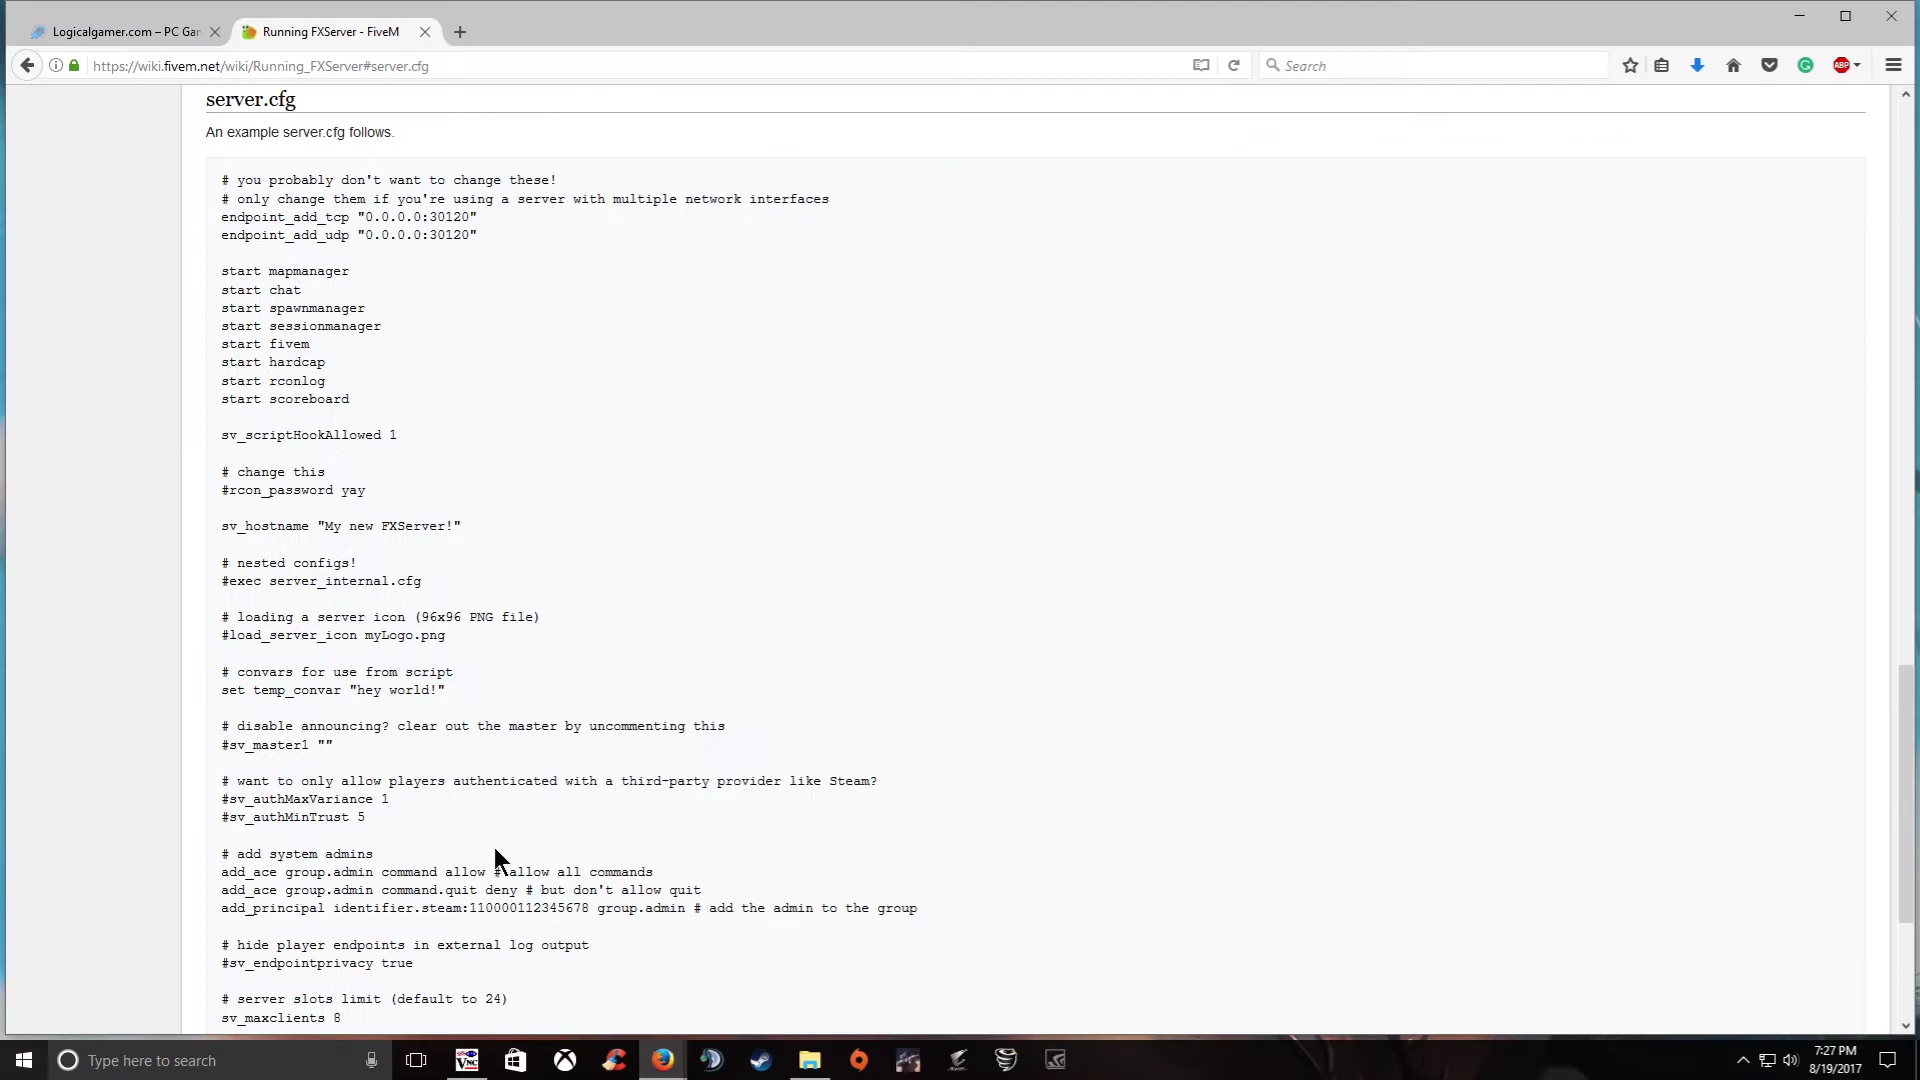 Logicalgamer.com – PC Gar
Running FXServer - FiveM
https://wiki.fivem.net/wiki/Running_FXServer#server.cfg
Search
ABP
server.cfg
An example server.cfg follows.
# you probably don't want to change these!
# only change them if you're using a server with multiple network interfaces
endpoint_add_tcp "0.0.0.0:30120"
endpoint_add_udp "0.0.0.0:30120"
start mapmanager
start chat
start spawnmanager
start sessionmanager
start fivem
start hardcap
start rconlog
start scoreboard
sv_scriptHookAllowed 1
# change this
#rcon_password yay
sv_hostname "My new FXServer!"
# nested configs!
#exec server_internal.cfg
# loading a server icon (96x96 PNG file)
#load_server_icon myLogo.png
# convars for use from script
set temp_convar "hey world!"
# disable announcing? clear out the master by uncommenting this
#sv_master1 ""
# want to only allow players authenticated with a third-party provider like Steam?
#sv_authMaxVariance 1
#sv_authMinTrust 5
# add system admins
add_ace group.admin command allow # allow all commands
add_ace group.admin command.quit deny # but don't allow quit
add_principal identifier.steam:110000112345678 group.admin # add the admin to the group
# hide player endpoints in external log output
#sv_endpointprivacy true
# server slots limit (default to 24)
sv_maxclients 8
Type here to search
VNC
7:27 PM
8/19/2017